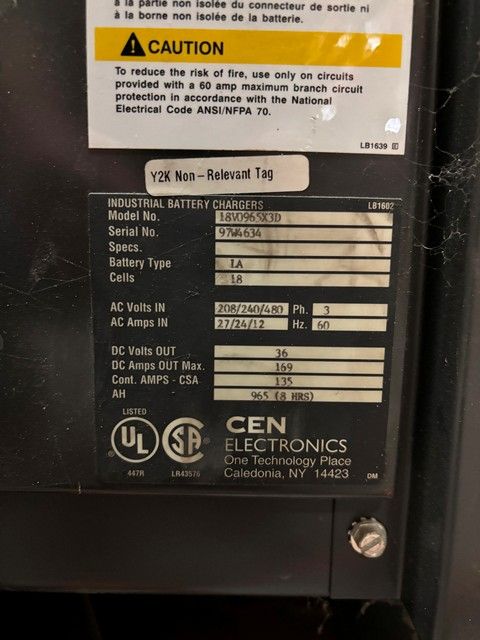 à la partie non isolée du connecteur de sortie ni
à la borne non isolée de la batterie.
CAUTION
To reduce the risk of fire, use only on circuits
provided with a 60 amp maximum branch circuit
protection in accordance with the National
Electrical Code ANSI/NFPA 70.
LB1639
Y2K Non-Relevant Tag
INDUSTRIAL BATTERY CHARGERS LB1602
Model No. 18V0965X3D
Serial No. 97W4634
Specs.
Battery Type LA
Cells 18
AC Volts IN 208/240/480 Ph. 3
AC Amps IN 27/24/12 Hz. 60
DC Volts OUT 36
DC Amps OUT Max. 169
Cont. AMPS - CSA 135
AH 965 (8 HRS)
LISTED
UL
447R
SA
LR43576
CEN
ELECTRONICS
One Technology Place
Caledonia, NY 14423
DM